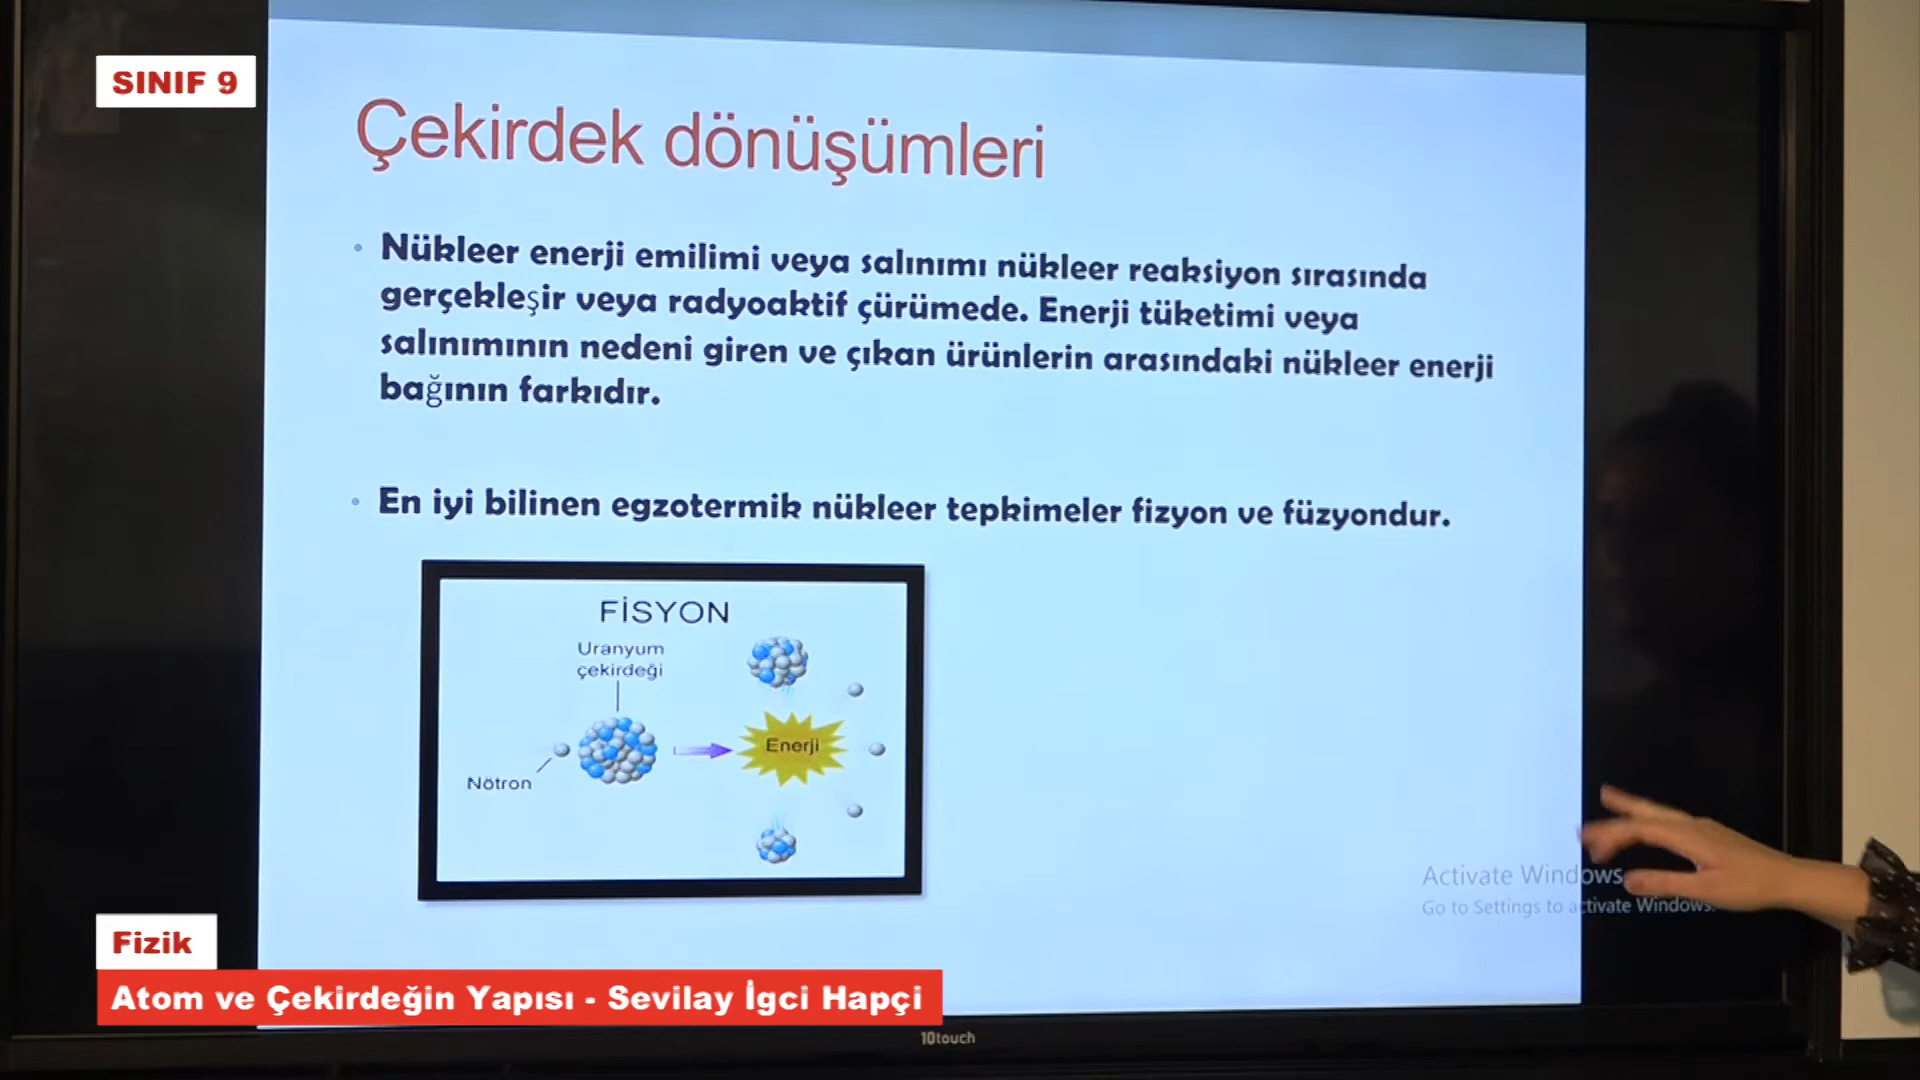 SINIF 9
Çekirdek dönüşümleri
• Nükleer enerji emilimi veya salınımı nükleer reaksiyon sırasında
gerçekleşir veya radyoaktif çürümede. Enerji tüketimi veya
salınımının nedeni giren ve çıkan ürünlerin arasındaki nükleer enerji
bağının farkıdır.
• En iyi bilinen egzotermik nükleer tepkimeler fizyon ve füzyondur.
FİSYON
Uranyum
çekirdeği
Enerji
Nötron
Activate Windows
Go to Settings to activate Windows.
Fizik
Atom ve Çekirdeğin Yapısı - Sevilay İgci Hapçi
10touch